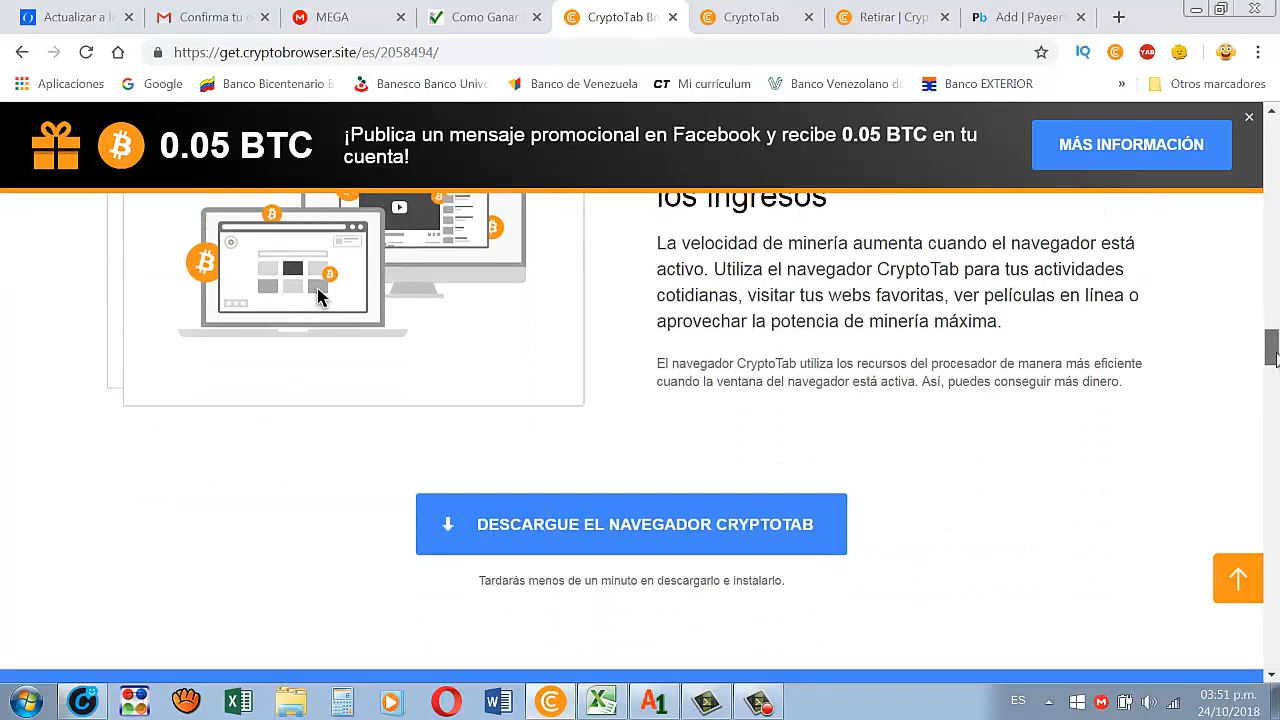 Actualizar a la
Confirma tu c
MEGA
Como Ganar
CryptoTab Br
CryptoTab
Retirar | Crypt
Add | Payeer
https://get.cryptobrowser.site/es/2058494/
Aplicaciones
Google
Banco Bicentenario B
Banesco Banco Unive
Banco de Venezuela
Mi currículum
Banco Venezolano de
Banco EXTERIOR
»
Otros marcadores
0.05 BTC
¡Publica un mensaje promocional en Facebook y recibe 0.05 BTC en tu
cuenta!
MÁS INFORMACIÓN
los ingresos
La velocidad de minería aumenta cuando el navegador está
activo. Utiliza el navegador CryptoTab para tus actividades
cotidianas, visitar tus webs favoritas, ver películas en línea o
aprovechar la potencia de minería máxima.
El navegador CryptoTab utiliza los recursos del procesador de manera más eficiente
cuando la ventana del navegador está activa. Así, puedes conseguir más dinero.
DESCARGUE EL NAVEGADOR CRYPTOTAB
Tardarás menos de un minuto en descargarlo e instalarlo.
ES
03:51 p.m.
24/10/2018